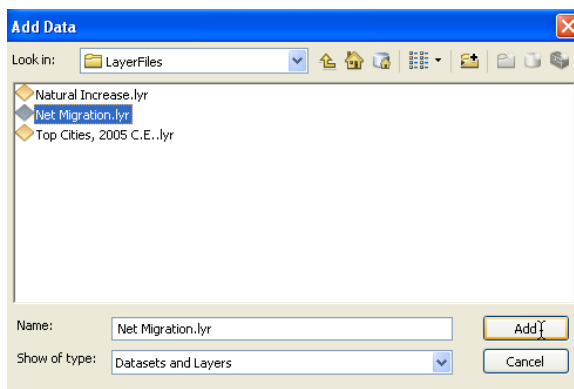 Add Data
Look in: LayerFiles
Natural Increase.lyr
Net Migration.lyr
Top Cities, 2005 C.E..lyr
Name: Net Migration.lyr Add
Show of type: Datasets and Layers Cancel